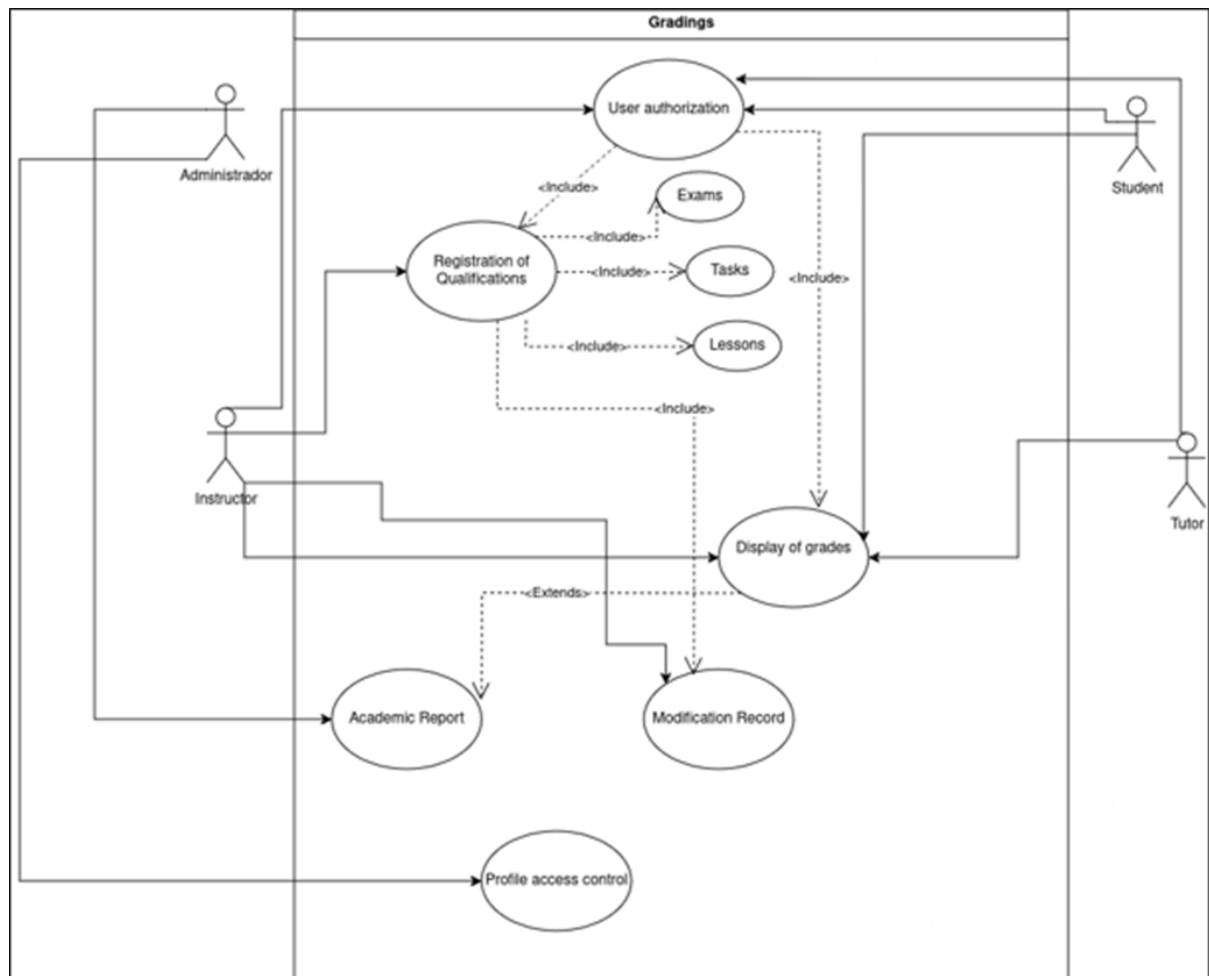 Gradings
User authorization
Administrador
Student
<Include>
Exams
<Include>
Registration of
Qualifications
<Include>
Tasks
<Include>
<Include>
Lessons
<Include>
Instructor
Tutor
Display of grades
<Extends>
Academic Report
Modification Record
Profile access control